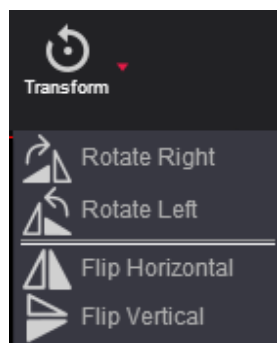 Transform
Rotate Right
Rotate Left
Flip Horizontal
Flip Vertical